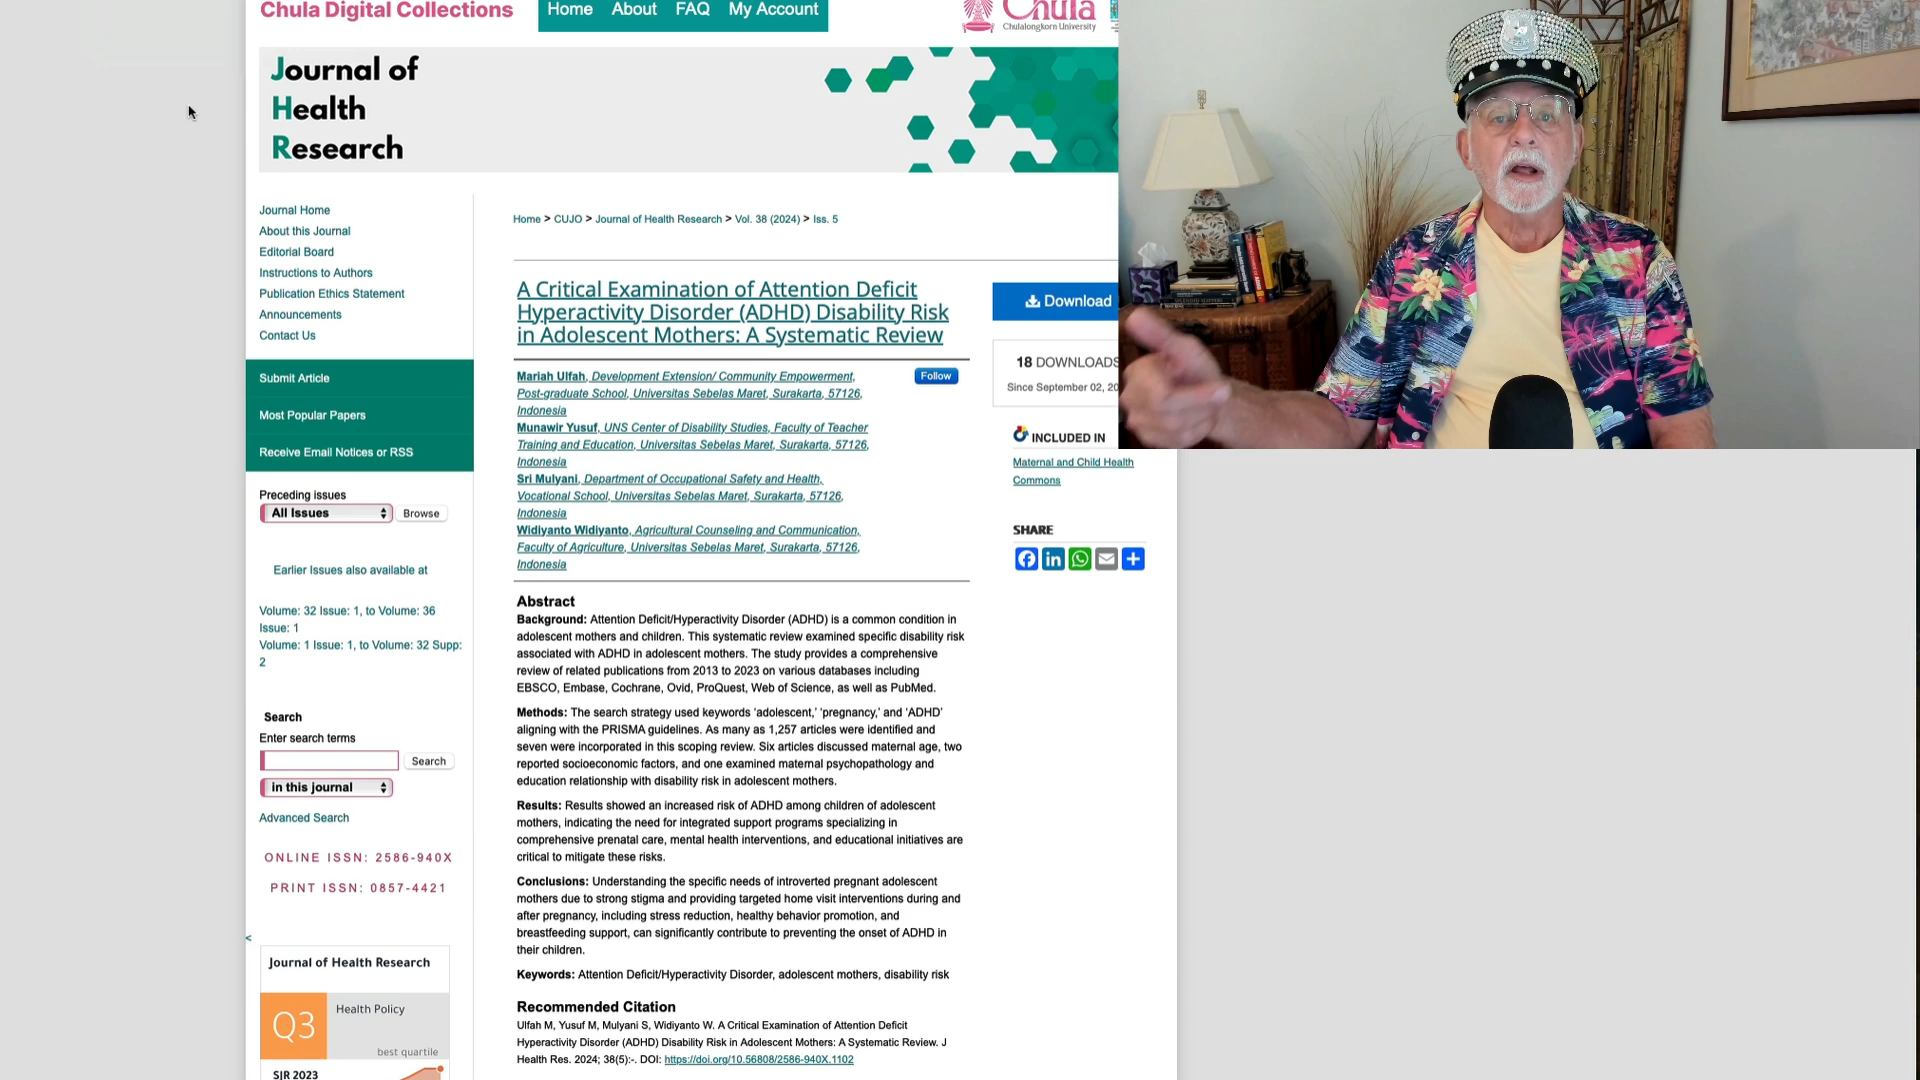 Chula Digital Collections
Home About FAQ My Account
Chula
Chulalongkorn University
Journal of
Health
Research
Journal Home
About this Journal
Editorial Board
Instructions to Authors
Publication Ethics Statement
Announcements
Contact Us
Submit Article
Most Popular Papers
Receive Email Notices or RSS
Preceding issues
All Issues Browse
Earlier Issues also available at
Volume: 32 Issue: 1, to Volume: 36
Issue: 1
Volume: 1 Issue: 1, to Volume: 32 Supp:
2
Search
Enter search terms
Search
in this journal
Advanced Search
ONLINE ISSN: 2586-940X
PRINT ISSN: 0857-4421
<
Journal of Health Research
Q3 Health Policy
best quartile
SJR 2023
Home > CUJO > Journal of Health Research > Vol. 38 (2024) > Iss. 5
A Critical Examination of Attention Deficit
Hyperactivity Disorder (ADHD) Disability Risk
in Adolescent Mothers: A Systematic Review
Mariah Ulfah, Development Extension/ Community Empowerment,
Post-graduate School, Universitas Sebelas Maret, Surakarta, 57126,
Indonesia
Follow
Munawir Yusuf, UNS Center of Disability Studies, Faculty of Teacher
Training and Education, Universitas Sebelas Maret, Surakarta, 57126,
Indonesia
Sri Mulyani, Department of Occupational Safety and Health,
Vocational School, Universitas Sebelas Maret, Surakarta, 57126,
Indonesia
Widiyanto Widiyanto, Agricultural Counseling and Communication,
Faculty of Agriculture, Universitas Sebelas Maret, Surakarta, 57126,
Indonesia
Abstract
Background: Attention Deficit/Hyperactivity Disorder (ADHD) is a common condition in
adolescent mothers and children. This systematic review examined specific disability risk
associated with ADHD in adolescent mothers. The study provides a comprehensive
review of related publications from 2013 to 2023 on various databases including
EBSCO, Embase, Cochrane, Ovid, ProQuest, Web of Science, as well as PubMed.
Methods: The search strategy used keywords ‘adolescent,’ ‘pregnancy,’ and ‘ADHD’
aligning with the PRISMA guidelines. As many as 1,257 articles were identified and
seven were incorporated in this scoping review. Six articles discussed maternal age, two
reported socioeconomic factors, and one examined maternal psychopathology and
education relationship with disability risk in adolescent mothers.
Results: Results showed an increased risk of ADHD among children of adolescent
mothers, indicating the need for integrated support programs specializing in
comprehensive prenatal care, mental health interventions, and educational initiatives are
critical to mitigate these risks.
Conclusions: Understanding the specific needs of introverted pregnant adolescent
mothers due to strong stigma and providing targeted home visit interventions during and
after pregnancy, including stress reduction, healthy behavior promotion, and
breastfeeding support, can significantly contribute to preventing the onset of ADHD in
their children.
Keywords: Attention Deficit/Hyperactivity Disorder, adolescent mothers, disability risk
Recommended Citation
Ulfah M, Yusuf M, Mulyani S, Widiyanto W. A Critical Examination of Attention Deficit
Hyperactivity Disorder (ADHD) Disability Risk in Adolescent Mothers: A Systematic Review. J
Health Res. 2024; 38(5):-. DOI: https://doi.org/10.56808/2586-940X.1102
Download
18 DOWNLOADS
Since September 02, 20
INCLUDED IN
Maternal and Child Health
Commons
SHARE